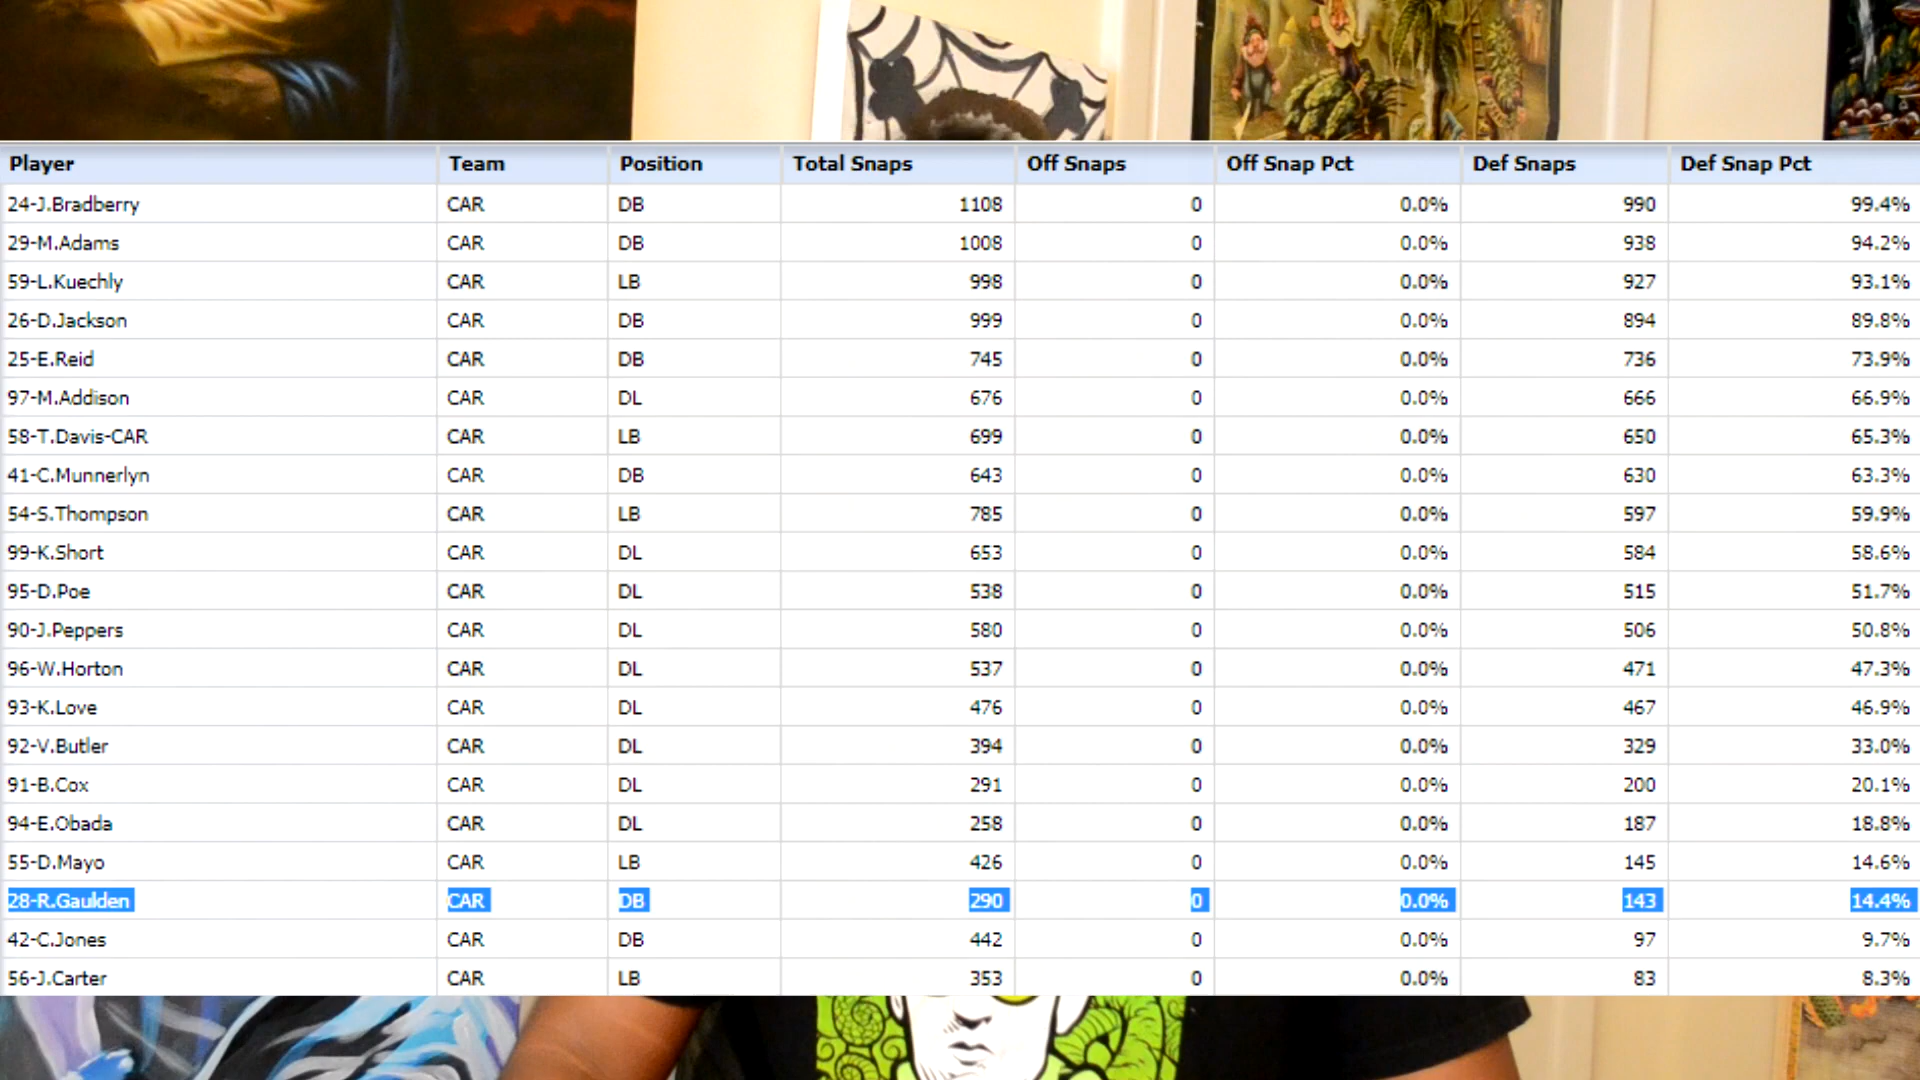 Player Team Position Total Snaps Off Snaps Off Snap Pct Def Snaps Def Snap Pct
24-J.Bradberry CAR DB 1108 0 0.0% 990 99.4%
29-M.Adams CAR DB 1008 0 0.0% 938 94.2%
59-L.Kuechly CAR LB 998 0 0.0% 927 93.1%
26-D.Jackson CAR DB 999 0 0.0% 894 89.8%
25-E.Reid CAR DB 745 0 0.0% 736 73.9%
97-M.Addison CAR DL 676 0 0.0% 666 66.9%
58-T.Davis-CAR CAR LB 699 0 0.0% 650 65.3%
41-C.Munnerlyn CAR DB 643 0 0.0% 630 63.3%
54-S.Thompson CAR LB 785 0 0.0% 597 59.9%
99-K.Short CAR DL 653 0 0.0% 584 58.6%
95-D.Poe CAR DL 538 0 0.0% 515 51.7%
90-J.Peppers CAR DL 580 0 0.0% 506 50.8%
96-W.Horton CAR DL 537 0 0.0% 471 47.3%
93-K.Love CAR DL 476 0 0.0% 467 46.9%
92-V.Butler CAR DL 394 0 0.0% 329 33.0%
91-B.Cox CAR DL 291 0 0.0% 200 20.1%
94-E.Obada CAR DL 258 0 0.0% 187 18.8%
55-D.Mayo CAR LB 426 0 0.0% 145 14.6%
28-R.Gaulden CAR DB 290 0 0.0% 143 14.4%
42-C.Jones CAR DB 442 0 0.0% 97 9.7%
56-J.Carter CAR LB 353 0 0.0% 83 8.3%